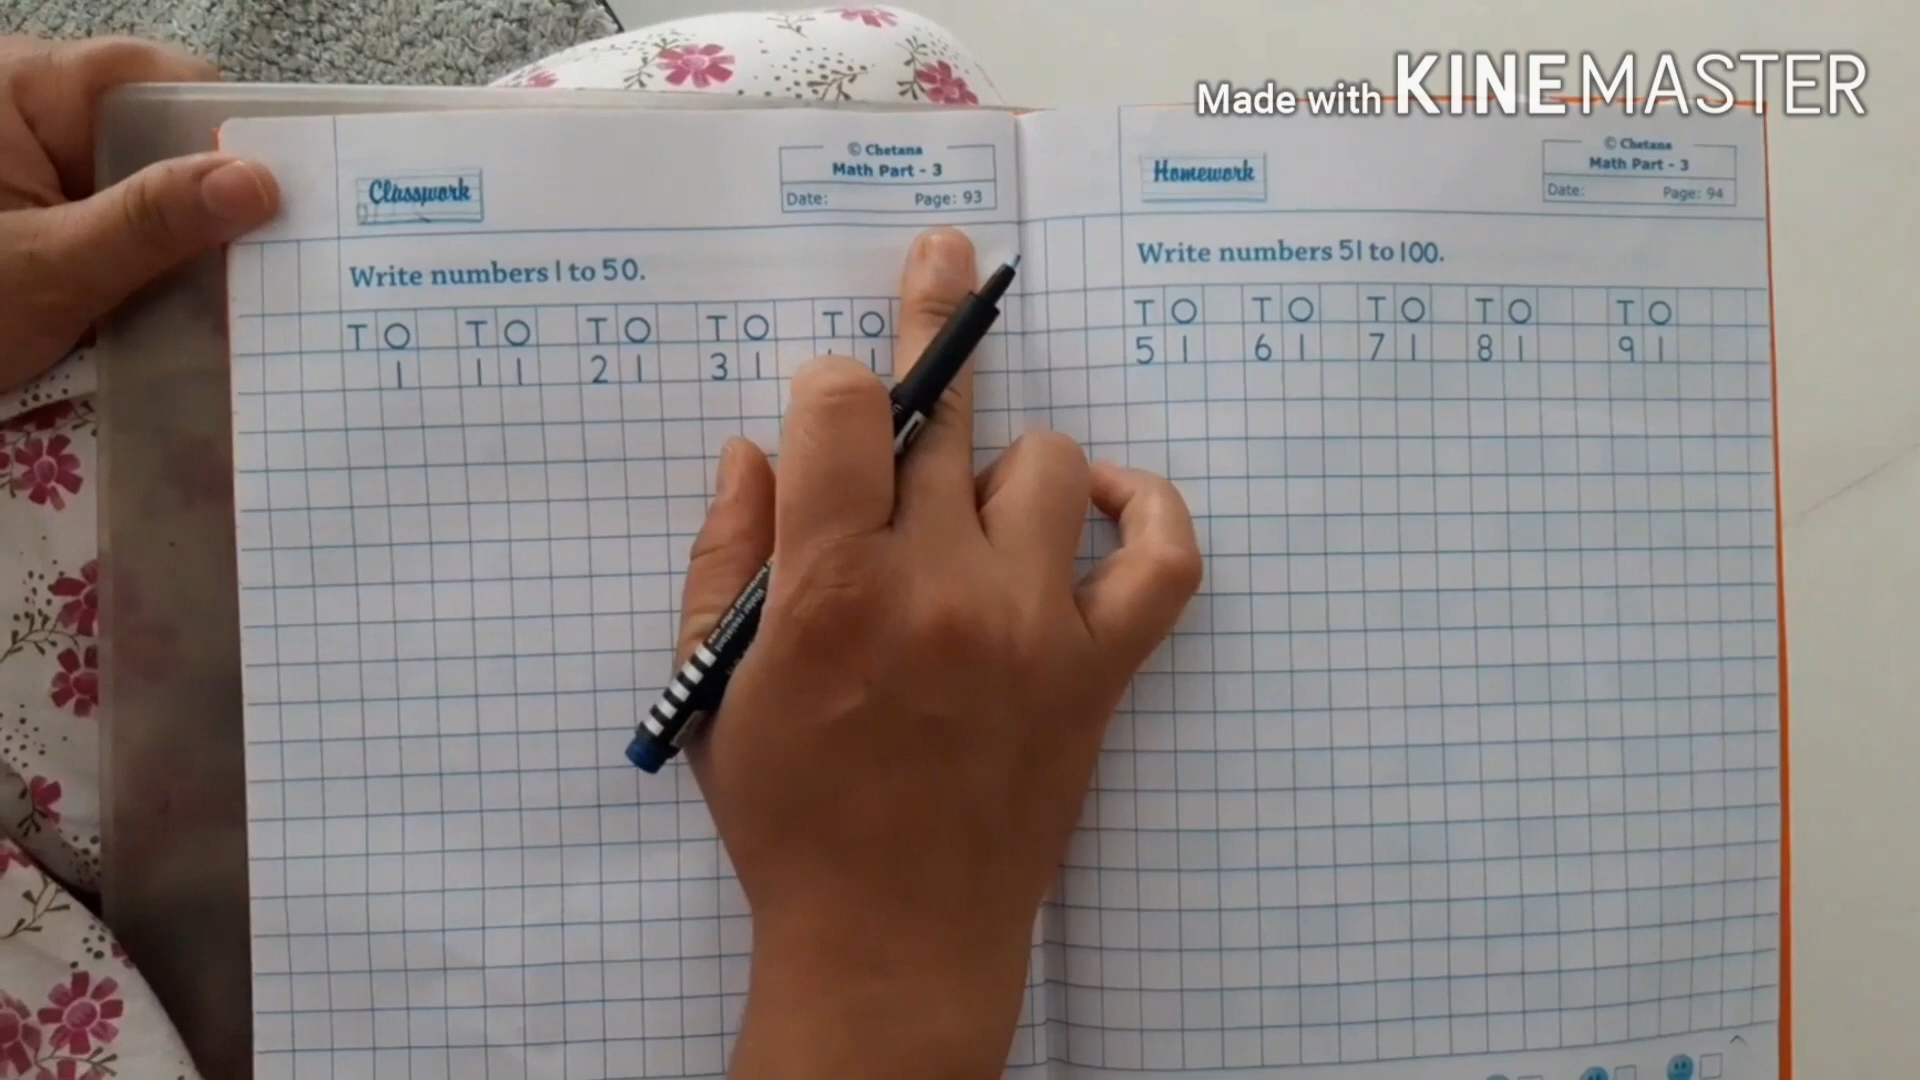 Made with KINEMASTER
Classwork
© Chetana
Math Part - 3
Date: Page: 93
Write numbers 1 to 50.
T O T O T O T O T O
1 1 1 2 1 3 1 1
Homework
© Chetana
Math Part - 3
Date: Page: 94
Write numbers 51 to 100.
T O T O T O T O T O
5 1 6 1 7 1 8 1 9 1